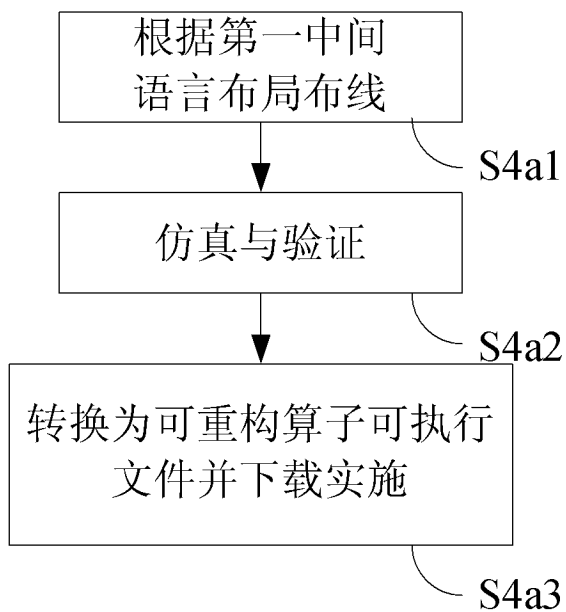 根据第一中间
语言布局布线
S4a1
仿真与验证
S4a2
转换为可重构算子可执行
文件并下载实施
S4a3